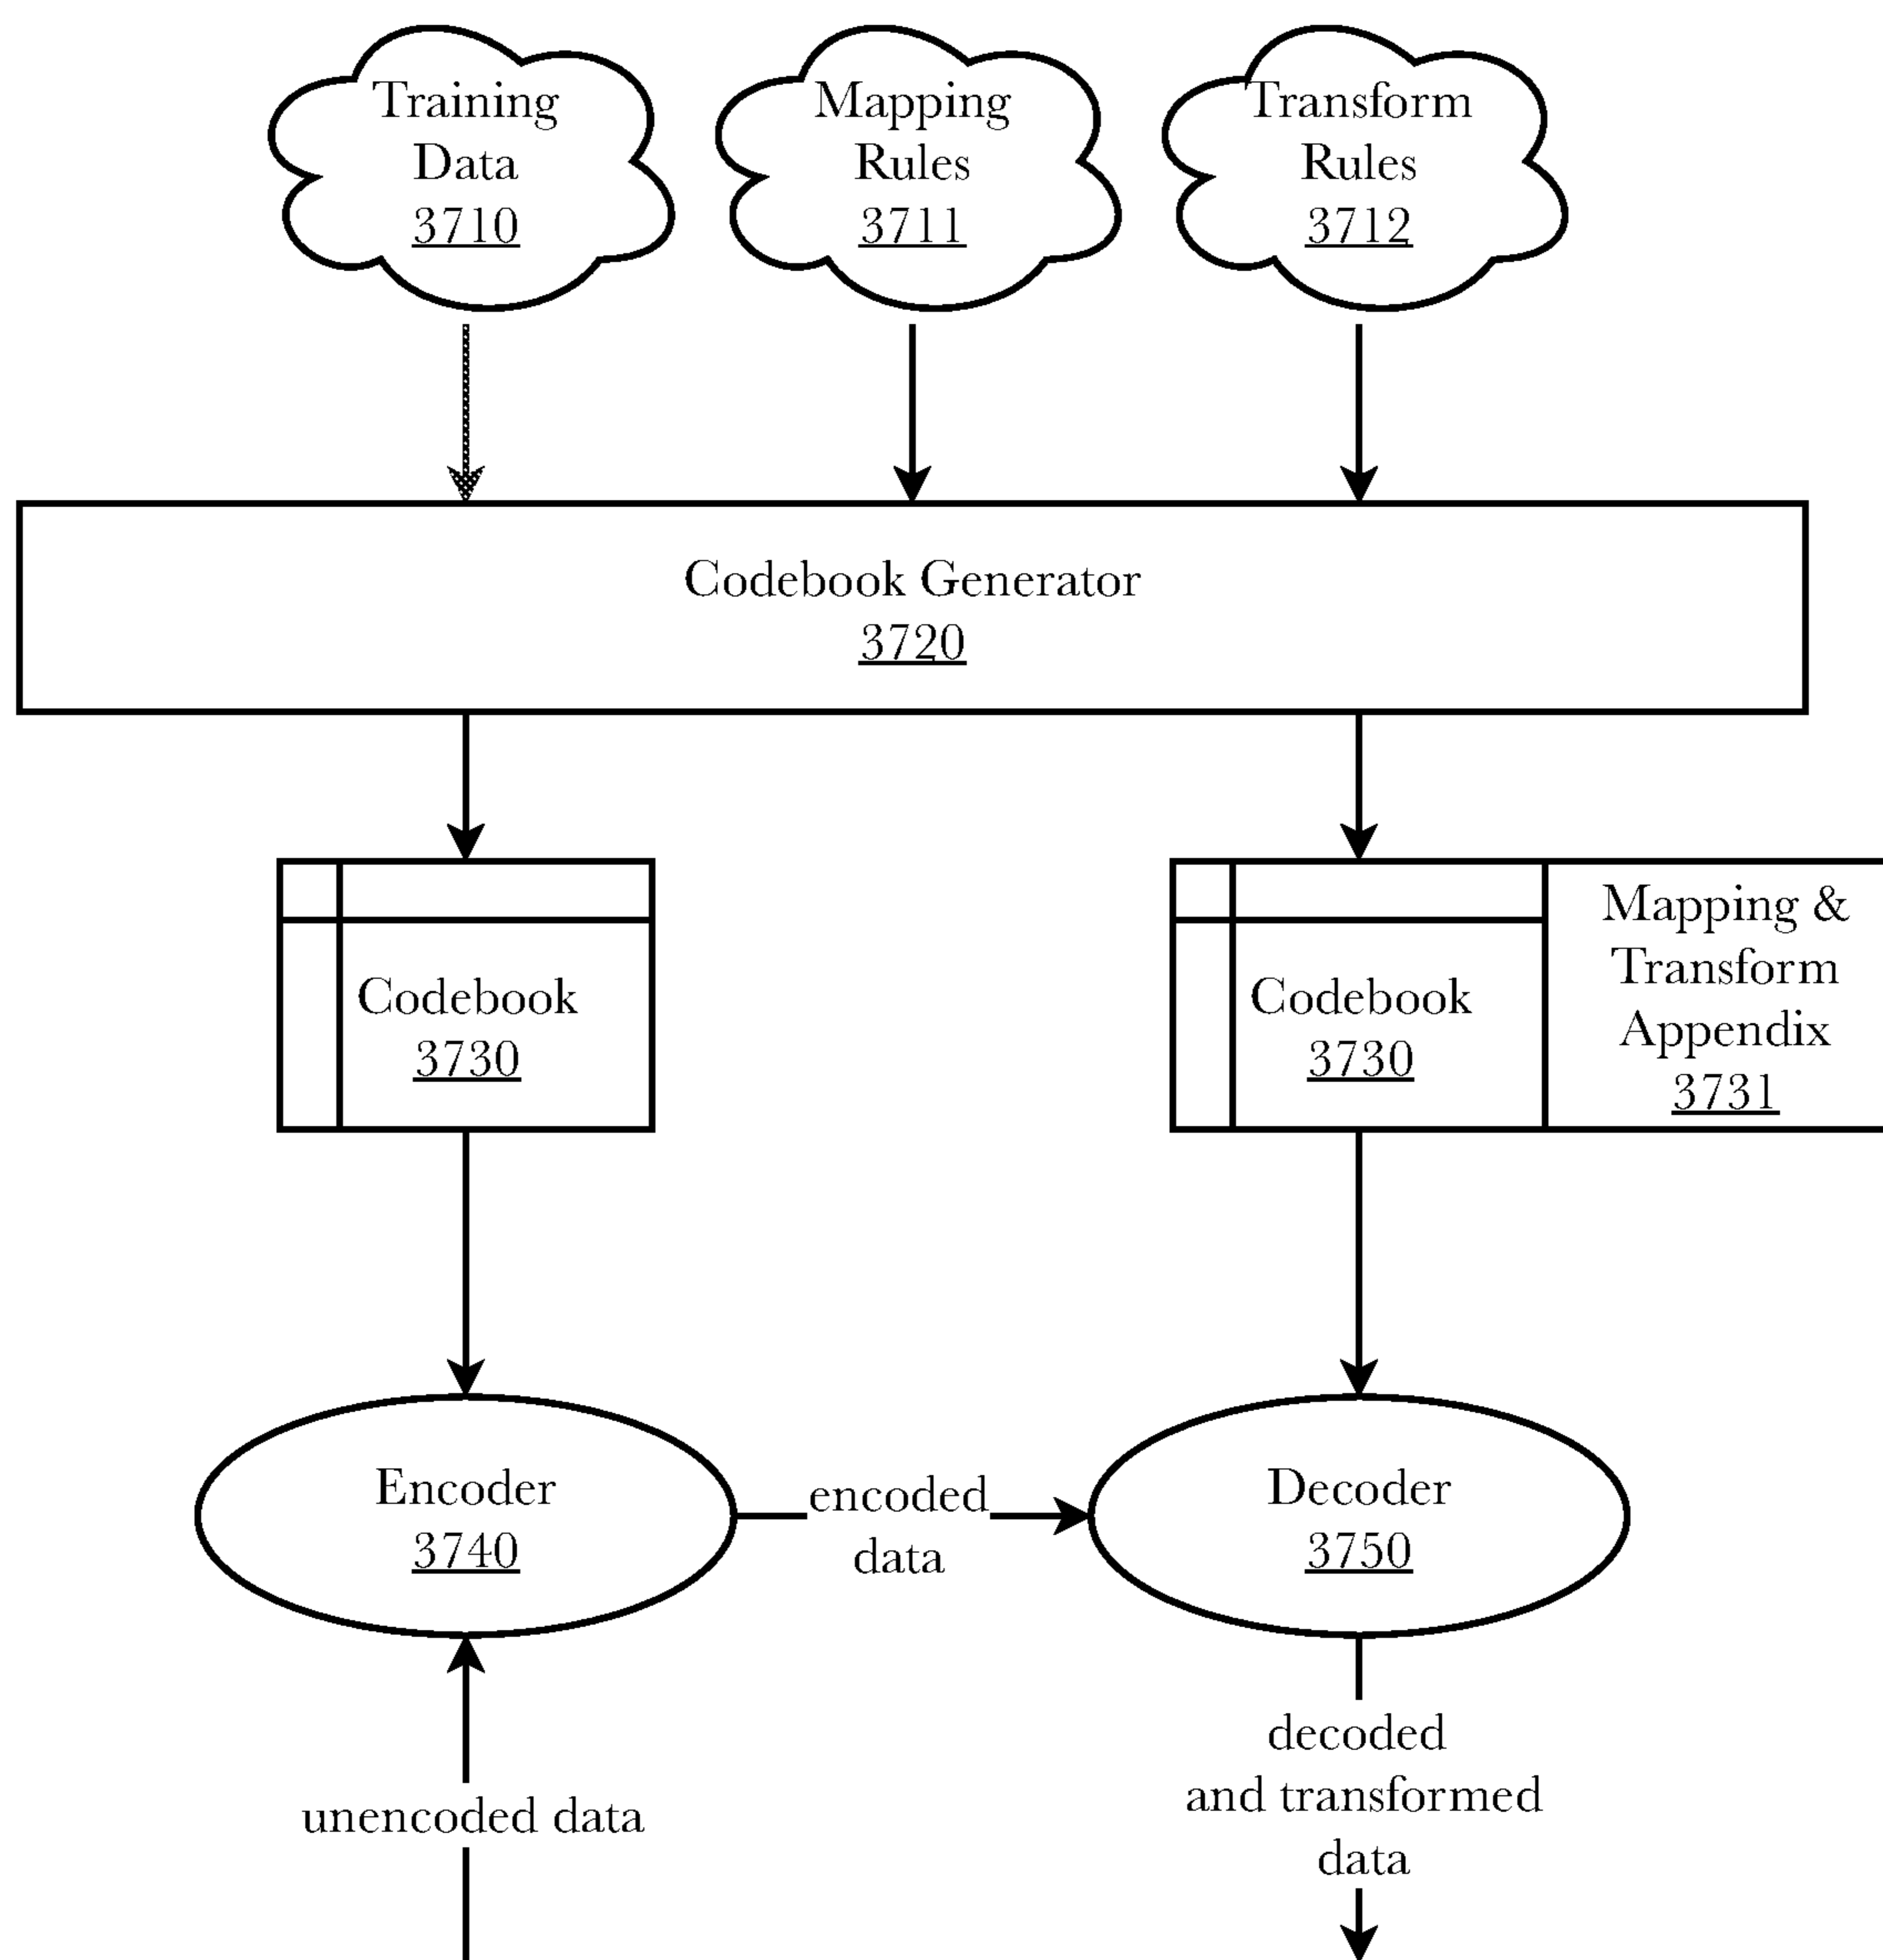 Training
Data
3710
Mapping
Rules
3711
Transform
Rules
3712
Codebook Generator
3720
Codebook
3730
Codebook
3730
Mapping &
Transform
Appendix
3731
Encoder
3740
encoded
data
Decoder
3750
unencoded data
decoded
and transformed
data